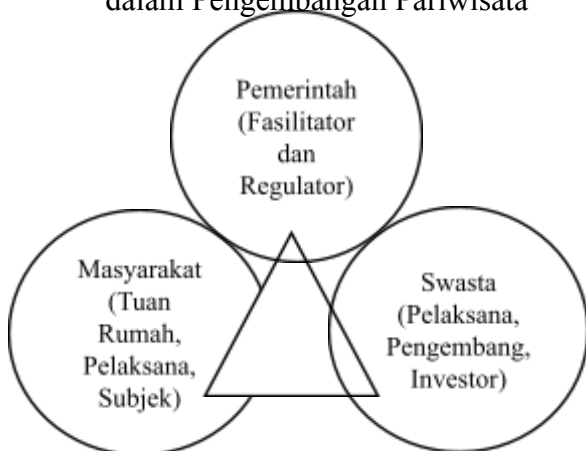 dalam Pengembangan Pariwisata
Pemerintah
(Fasilitator
dan
Regulator)
Masyarakat
(Tuan
Rumah,
Pelaksana,
Subjek)
Swasta
(Pelaksana,
Pengembang,
Investor)